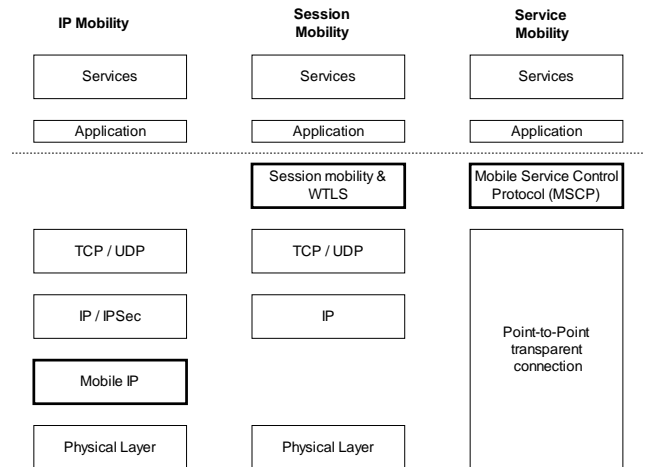 IP Mobility
Session
Mobility
Service
Mobility
Services
Services
Services
Application
Application
Application
Session mobility &
WTLS
Mobile Service Control
Protocol (MSCP)
TCP / UDP
TCP / UDP
IP / IPSec
IP
Point-to-Point
transparent
connection
Mobile IP
Physical Layer
Physical Layer